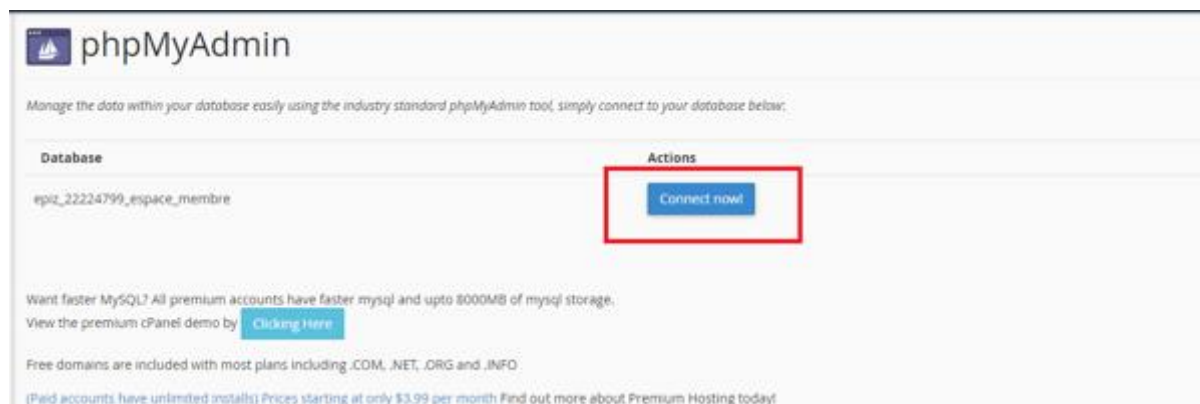 phpMyAdmin
Manage the data within your database easily using the industry standard phpMyAdmin tool, simply connect to your database below:
Database Actions
epiz_22224799_espace_membre Connect now!
Want faster MySQL? All premium accounts have faster mysql and upto 8000MB of mysql storage.
View the premium cPanel demo by Clicking Here
Free domains are included with most plans including .COM, .NET, .ORG and .INFO
(Paid accounts have unlimited installs) Prices starting at only $3.99 per month Find out more about Premium Hosting today!